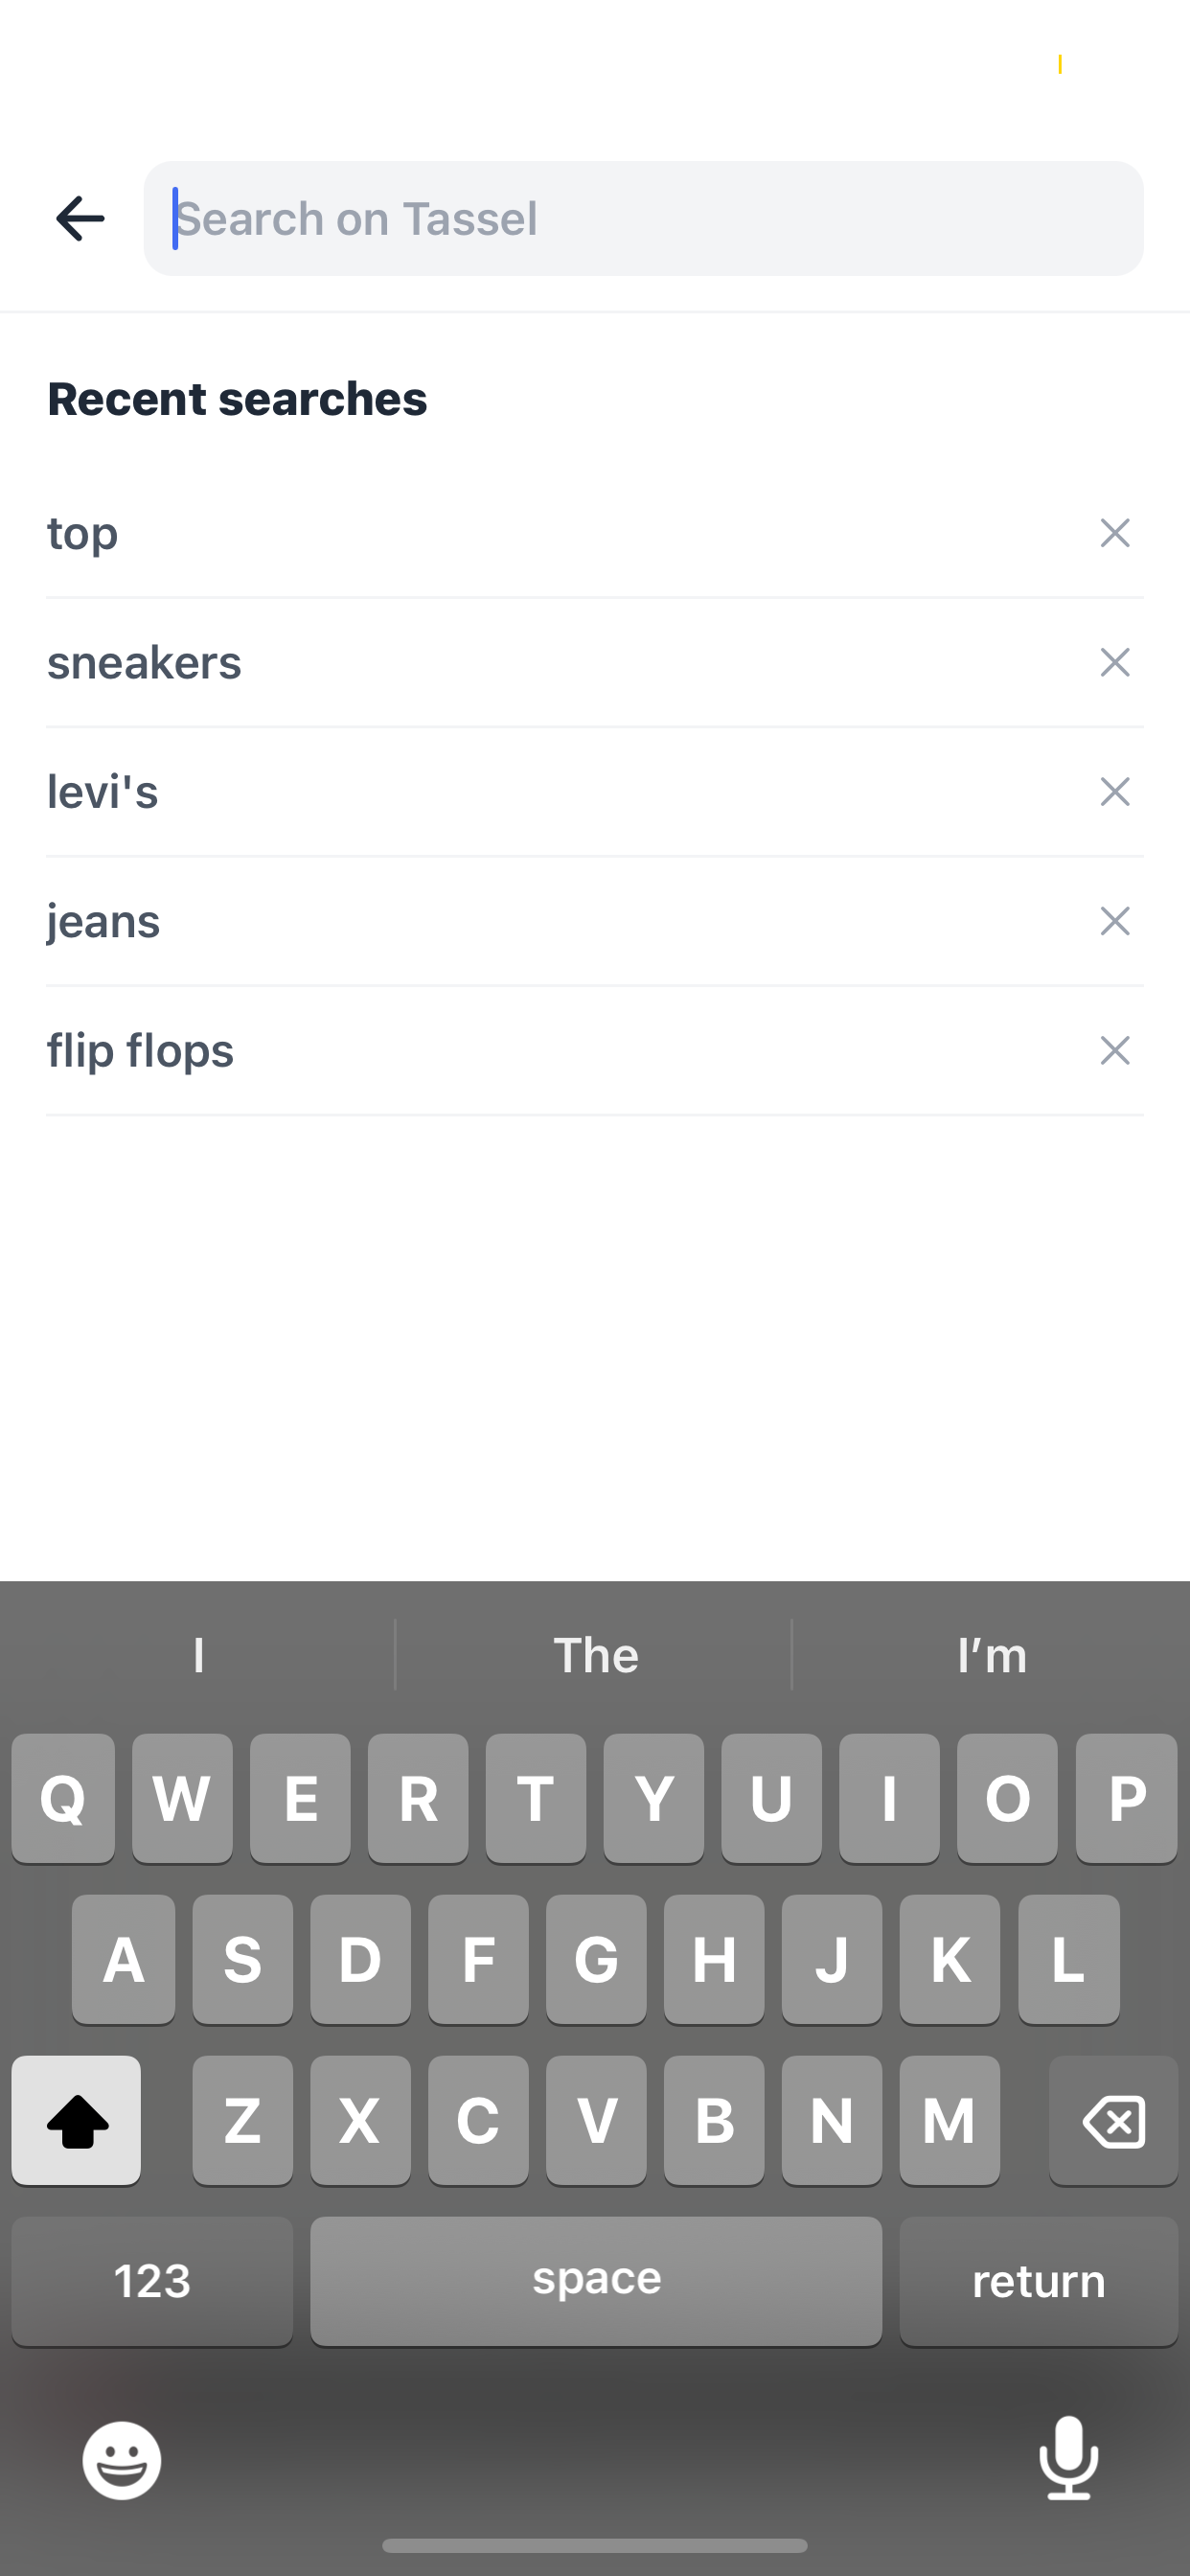 Search on Tassel
Recent searches
top
sneakers
levi's
jeans
flip flops
I The I’m
Q W E R T Y U I O P
A S D F G H J K L
Z X C V B N M
123 space return